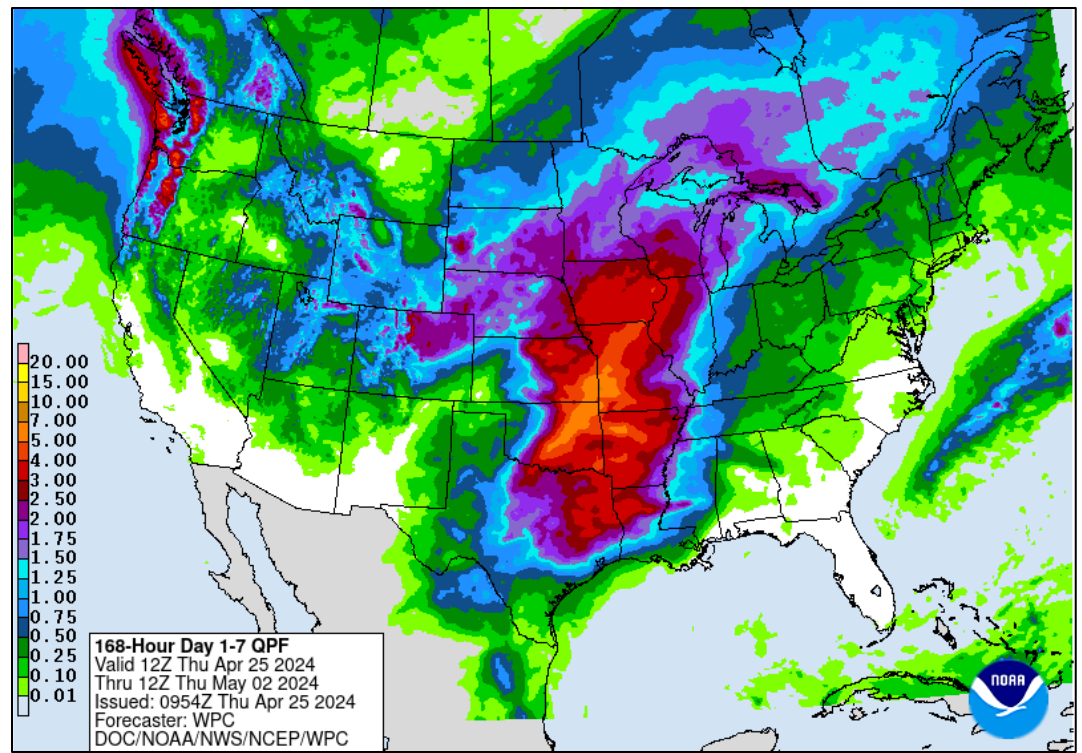 20.00
15.00
10.00
7.00
5.00
4.00
3.00
2.50
2.00
1.75
1.50
1.25
1.00
0.75
0.50
0.25
0.10
0.01
168-Hour Day 1-7 QPF
Valid 12Z Thu Apr 25 2024
Thru 12Z Thu May 02 2024
Issued: 0954Z Thu Apr 25 2024
Forecaster: WPC
DOC/NOAA/NWS/NCEP/WPC
NOAA